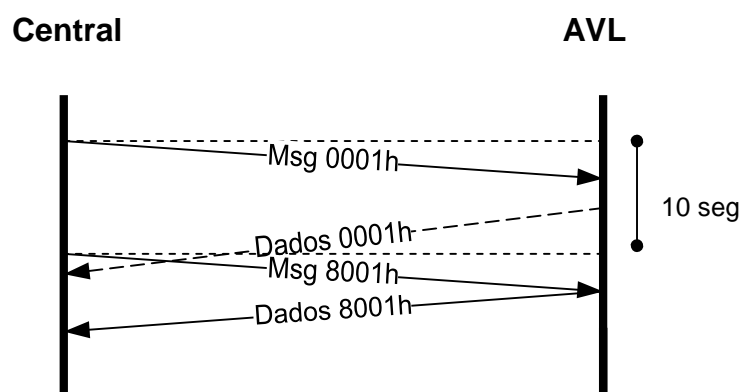 Central
AVL
Msg 0001h
10 seg
Dados 0001h
Msg 8001h
Dados 8001h